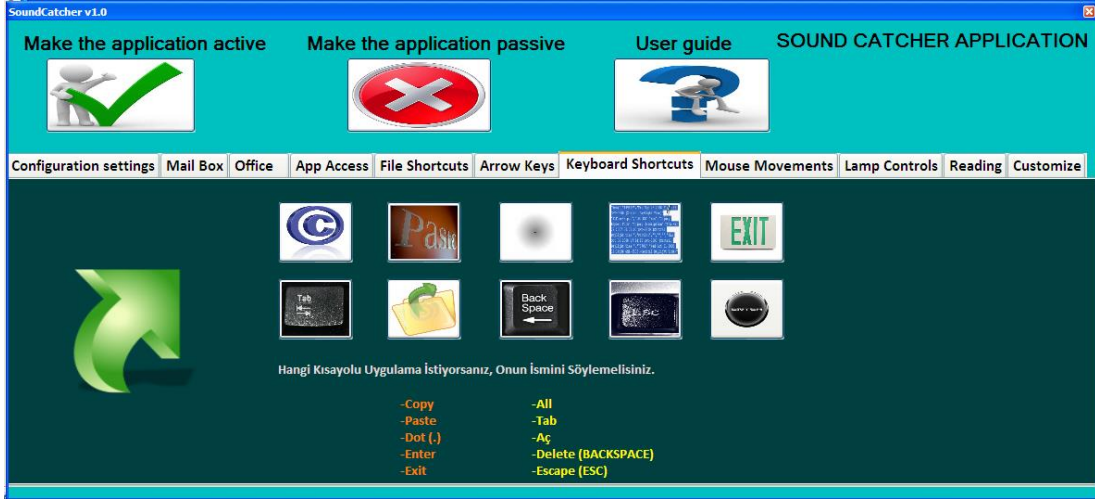 SoundCatcher v1.0
Make the application active
Make the application passive
User guide
SOUND CATCHER APPLICATION
Configuration settings
Mail Box
Office
App Access
File Shortcuts
Arrow Keys
Keyboard Shortcuts
Mouse Movements
Lamp Controls
Reading
Customize
C
Paste
EXIT
Tab
Back
Space
Esc
Hangi Kısayolu Uygulama İstiyorsanız, Onun İsmini Söylemelisiniz.
-Copy
-Paste
-Dot (.)
-Enter
-Exit
-All
-Tab
-Aç
-Delete (BACKSPACE)
-Escape (ESC)